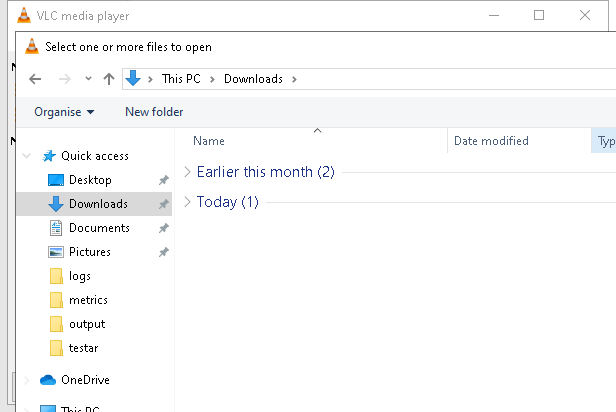 VLC media player
Select one or more files to open
This PC Downloads
Organise New folder
Name Date modified Typ
Quick access
Earlier this month (2)
Desktop
Today (1)
Downloads
Documents
Pictures
logs
metrics
output
testar
OneDrive
This PC